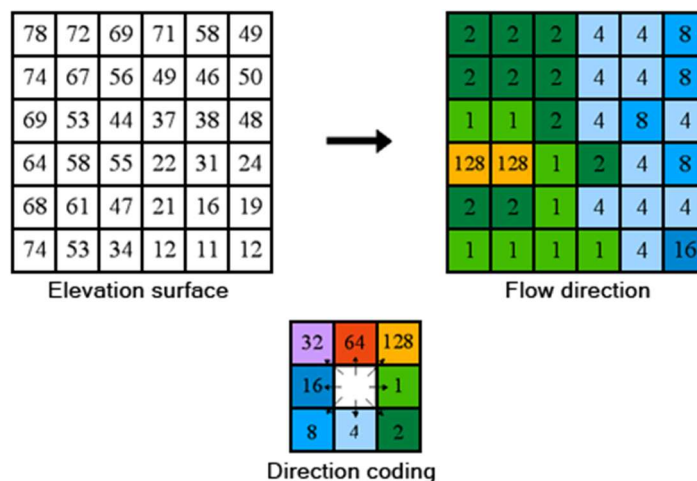 78 72 69 71 58 49 2 2 2 4 4 8
74 67 56 49 46 50 2 2 2 4 4 8
69 53 44 37 38 48 1 1 2 4 8 4
64 58 55 22 31 24 128 128 1 2 4 8
68 61 47 21 16 19 2 2 1 4 4 4
74 53 34 12 11 12 1 1 1 1 4 16
Elevation surface Flow direction
32 64 128
16 1
8 4 2
Direction coding